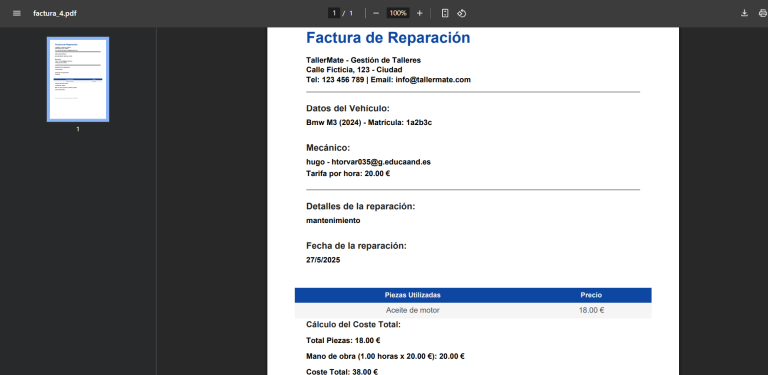 factura_4.pdf
1 / 1
100%
1
Factura de Reparación
TallerMate - Gestión de Talleres
Calle Ficticia, 123 - Ciudad
Tel: 123 456 789 | Email: info@tallermate.com
Datos del Vehículo:
Bmw M3 (2024) - Matrícula: 1a2b3c
Mecánico:
hugo - htorvar035@g.educaand.es
Tarifa por hora: 20.00 €
Detalles de la reparación:
mantenimiento
Fecha de la reparación:
27/5/2025
Piezas Utilizadas Precio
Aceite de motor 18.00 €
Cálculo del Coste Total:
Total Piezas: 18.00 €
Mano de obra (1.00 horas x 20.00 €): 20.00 €
Coste Total: 38.00 €